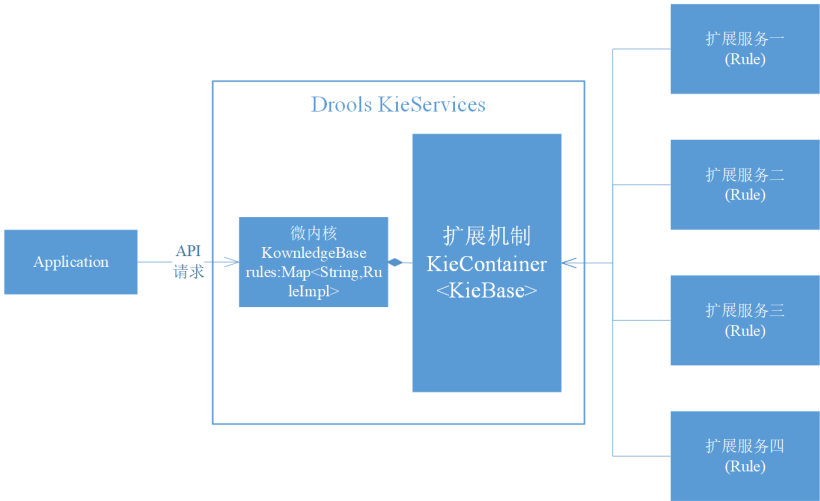 Application
API
请求
Drools KieServices
微内核
KownledgeBase
rules:Map<String,Ru
leImpl>
扩展机制
KieContainer
<KieBase>
扩展服务一
(Rule)
扩展服务二
(Rule)
扩展服务三
(Rule)
扩展服务四
(Rule)